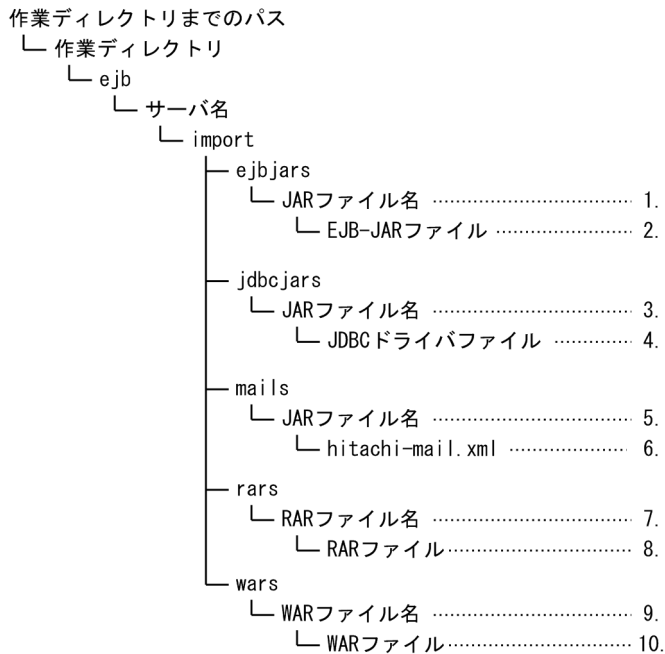 作業ディレクトリまでのパス
作業ディレクトリ
ejb
サーバ名
import
ejbjars
JARファイル名 1.
EJB-JARファイル 2.
jdbcjars
JARファイル名 3.
JDBCドライバファイル 4.
mails
JARファイル名 5.
hitachi-mail.xml 6.
rars
RARファイル名 7.
RARファイル 8.
wars
WARファイル名 9.
WARファイル 10.